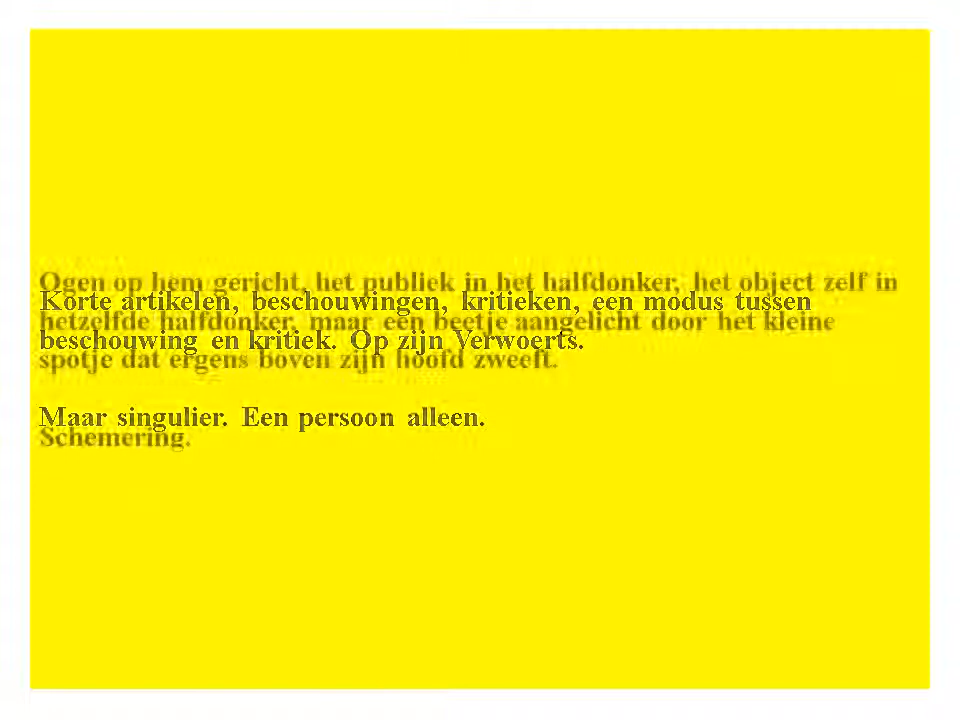 Ogen op hem gericht, het publiek in het halfdonker, het object zelf in
Korte artikelen, beschouwingen, kritieken, een modus tussen
hetzelfde halfdonker, maar een beetje aangelicht door het kleine
beschouwing en kritiek. Op zijn Verwoerts.
spotje dat ergens boven zijn hoofd zweeft.
Maar singulier. Een persoon alleen.
Schemering.